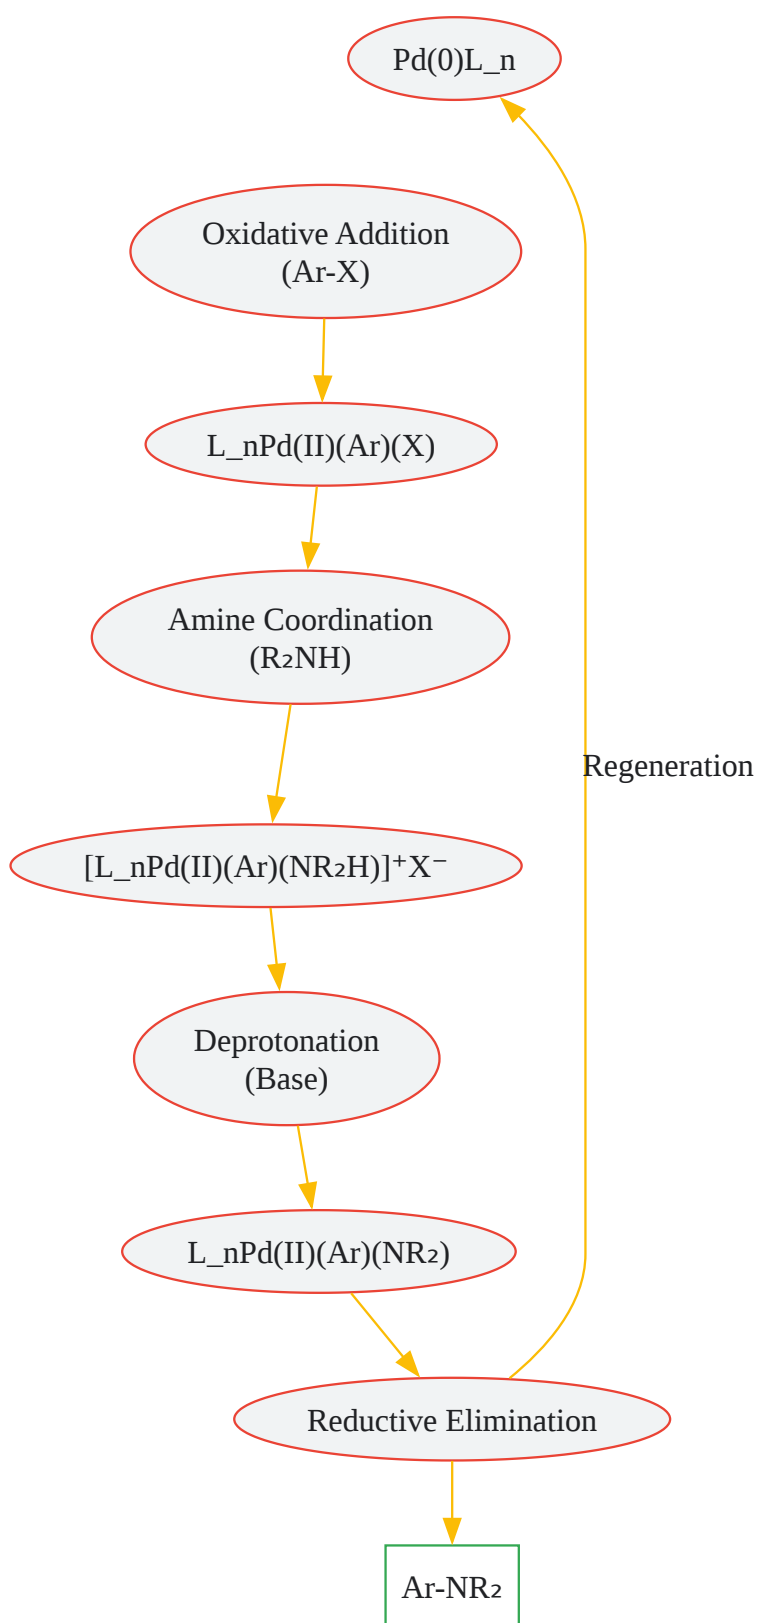 Pd(0)L_n
Oxidative Addition
(Ar-X)
L_nPd(II)(Ar)(X)
Amine Coordination
(R₂NH)
Regeneration
[L_nPd(II)(Ar)(NR₂H)]⁺X⁻
Deprotonation
(Base)
L_nPd(II)(Ar)(NR₂)
Reductive Elimination
Ar-NR₂